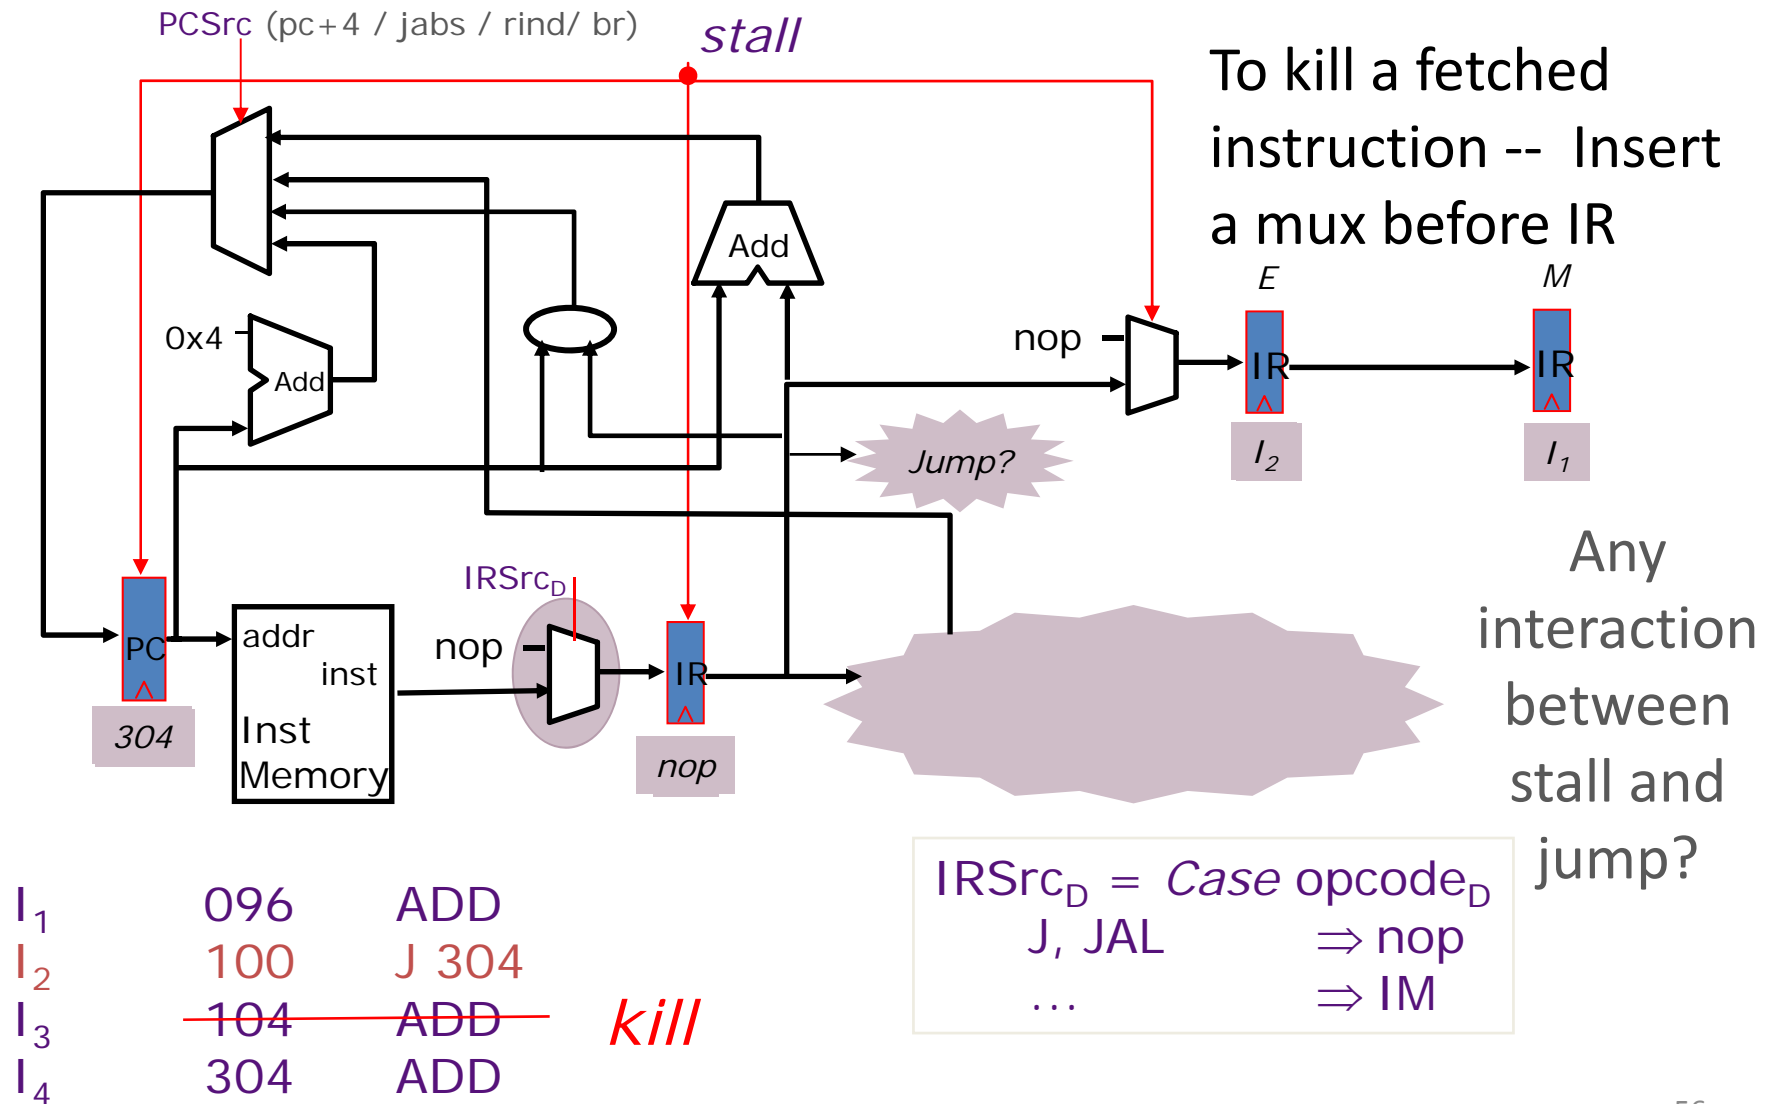 PCSrc (pc+4 / jabs / rind/ br)
stall
To kill a fetched
instruction -- Insert
a mux before IR
Add
E
M
0x4
Add
nop
IR
IR
Jump?
I2
I1
Any
interaction
between
stall and
jump?
IRSrcD
PC
addr
inst
Inst
Memory
nop
IR
304
nop
I1 096 ADD
I2 100 J 304
I3 104 ADD
kill
I4 304 ADD
IRSrcD = Case opcodeD
J, JAL ⇒ nop
... ⇒ IM